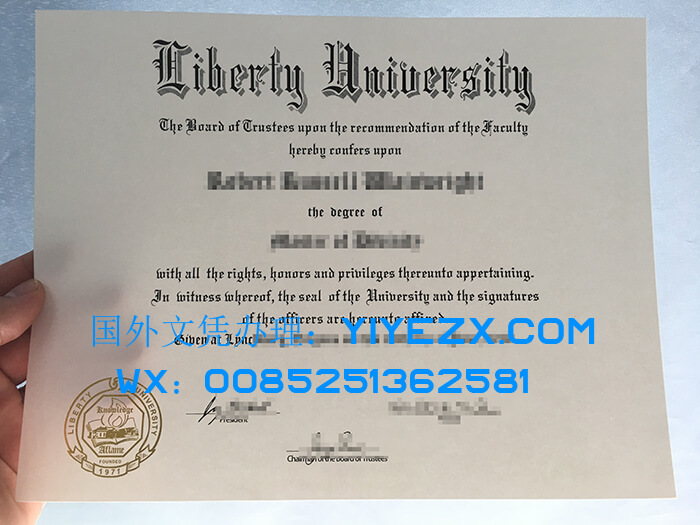 Liberty University
The Board of Trustees upon the recommendation of the Faculty
hereby confers upon
the degree of
with all the rights, honors and privileges thereunto appertaining.
In witness whereof, the seal of the University and the signatures
of the officers are hereunto affixed.
国外文凭办理：YIYEZX.COM
Given at
WX：0085251362581
LIBERTY UNIVERSITY
Knowledge
Aflame
FOUNDED
1971
President
Chairman of the Board of Trustees